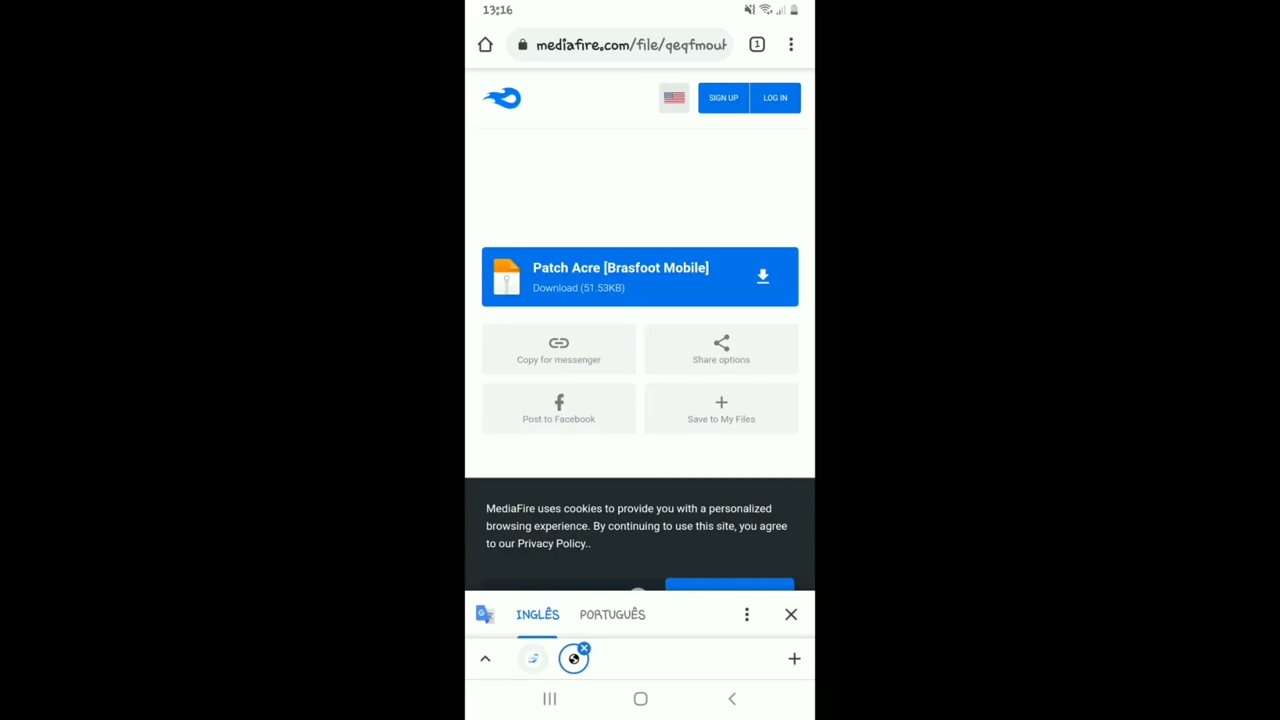 13:16
mediafire.com/file/qeqfmouh
1
SIGN UP
LOG IN
Patch Acre [Brasfoot Mobile]
Download (51.53KB)
Copy for messenger
Share options
Post to Facebook
Save to My Files
MediaFire uses cookies to provide you with a personalized
browsing experience. By continuing to use this site, you agree
to our Privacy Policy..
INGLÊS
PORTUGUÊS